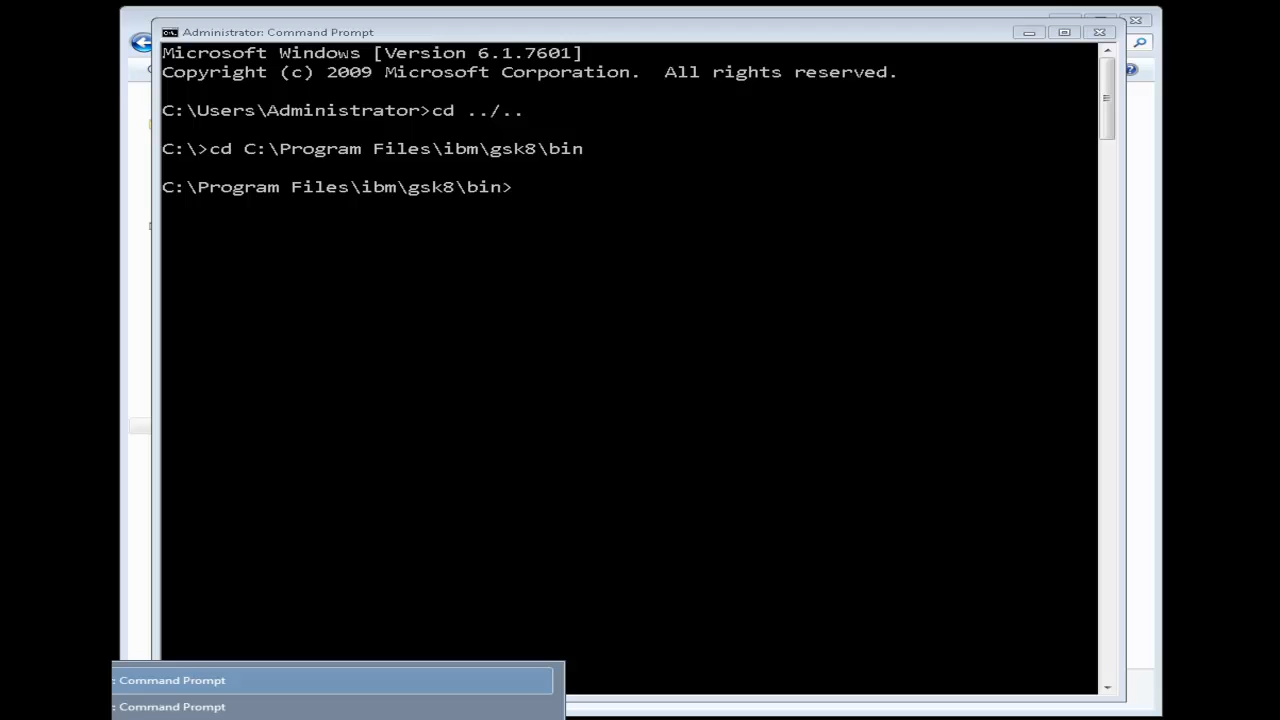 Administrator: Command Prompt
Microsoft Windows [Version 6.1.7601]
Copyright (c) 2009 Microsoft Corporation.  All rights reserved.
C:\Users\Administrator>cd ../..
C:\>cd C:\Program Files\ibm\gsk8\bin
C:\Program Files\ibm\gsk8\bin>
: Command Prompt
: Command Prompt